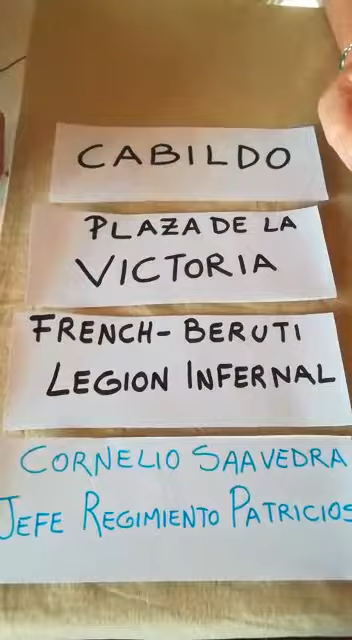 CABILDO
PLAZA DE LA
VICTORIA
FRENCH-BERUTI
LEGION INFERNAL
CORNELIO SAAVEDRA
JEFE REGIMIENTO PATRICIOS